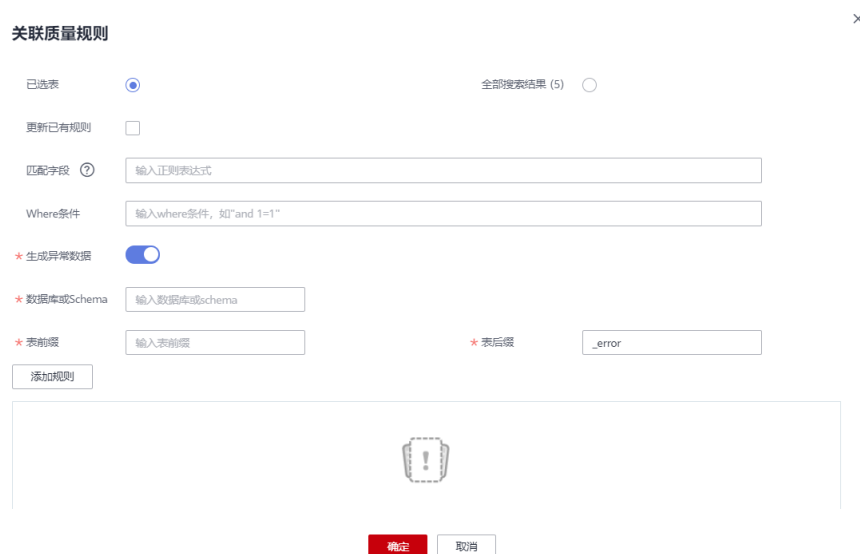 关联质量规则
已选表 全部搜索结果 (5)
更新已有规则
匹配字段 ? 输入正则表达式
Where条件 输入where条件，如"and 1=1"
* 生成异常数据
* 数据库或Schema 输入数据库或schema
* 表前缀 输入表前缀 * 表后缀 _error
添加规则
确定 取消